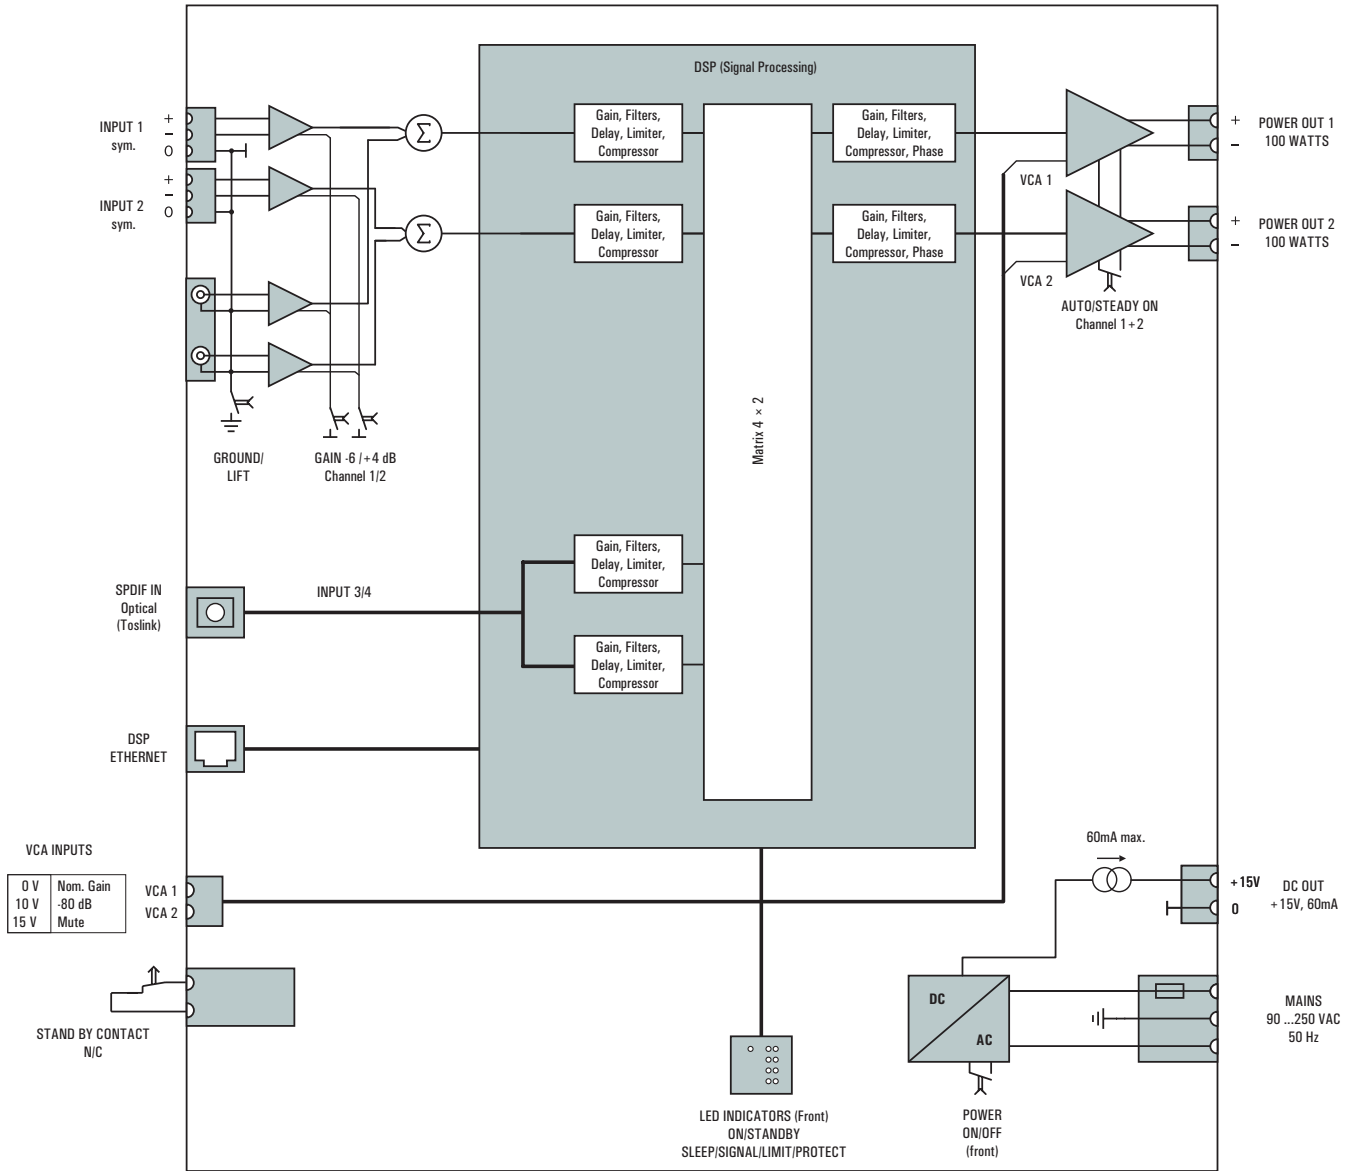 DSP (Signal Processing)
INPUT 1
sym.
+
–
0
INPUT 2
sym.
+
–
0
Σ
Σ
Gain, Filters,
Delay, Limiter,
Compressor
Gain, Filters,
Delay, Limiter,
Compressor
Matrix 4 × 2
Gain, Filters,
Delay, Limiter,
Compressor, Phase
Gain, Filters,
Delay, Limiter,
Compressor, Phase
VCA 1
VCA 2
+
–
POWER OUT 1
100 WATTS
+
–
POWER OUT 2
100 WATTS
AUTO/STEADY ON
Channel 1+2
GROUND/
LIFT
GAIN -6 /+4 dB
Channel 1/2
SPDIF IN
Optical
(Toslink)
INPUT 3/4
Gain, Filters,
Delay, Limiter,
Compressor
Gain, Filters,
Delay, Limiter,
Compressor
DSP
ETHERNET
VCA INPUTS
0 V Nom. Gain
10 V -80 dB
15 V Mute
VCA 1
VCA 2
STAND BY CONTACT
N/C
60mA max.
+15V
0
DC OUT
+15V, 60mA
DC
AC
MAINS
90 ...250 VAC
50 Hz
LED INDICATORS (Front)
ON/STANDBY
SLEEP/SIGNAL/LIMIT/PROTECT
POWER
ON/OFF
(front)